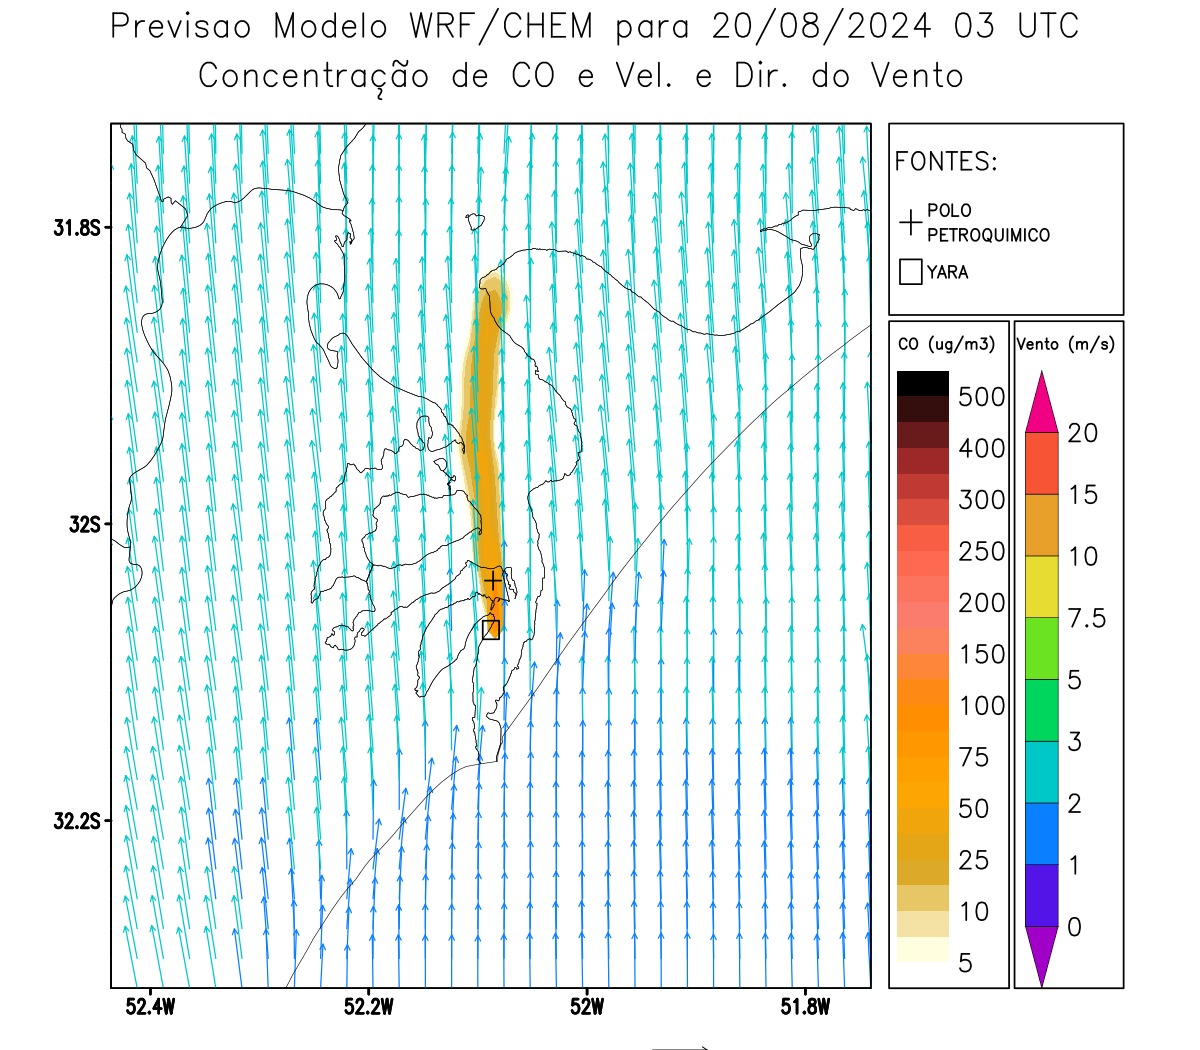 Previsao Modelo WRF/CHEM para 20/08/2024 03 UTC
Concentração de CO e Vel. e Dir. do Vento
FONTES:
POLO
PETROQUIMICO
YARA
CO (ug/m3)
500
400
300
250
200
150
100
75
50
25
10
5
Vento (m/s)
20
15
10
7.5
5
3
2
1
0
31.8S
32S
32.2S
52.4W
52.2W
52W
51.8W